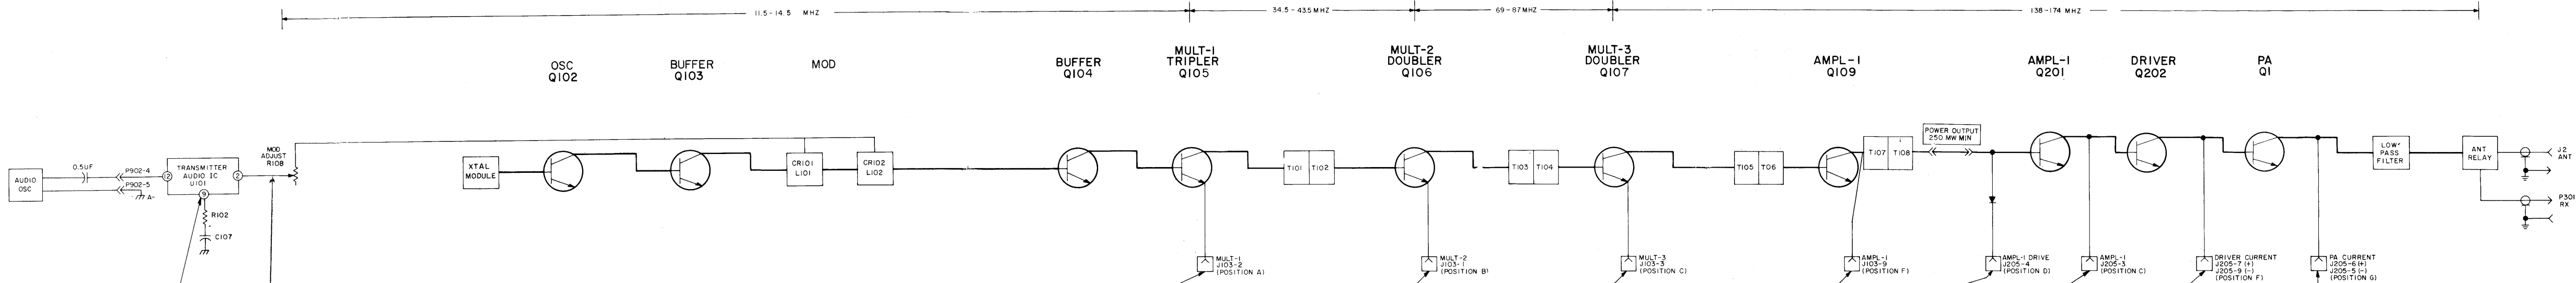 11.5-14.5 MHZ
34.5-43.5 MHZ
69-87 MHZ
138-174 MHZ
OSC
Q102
BUFFER
Q103
MOD
BUFFER
Q104
MULT-1
TRIPLER
Q105
MULT-2
DOUBLER
Q106
MULT-3
DOUBLER
Q107
AMPL-1
Q109
AMPL-1
Q201
DRIVER
Q202
PA
Q1
AUDIO
OSC
0.5UF
P902-4
P902-5
A-
12
TRANSMITTER
AUDIO IC
U101
2
9
R102
C107
MOD
ADJUST
R108
XTAL
MODULE
CR101
L101
CR102
L102
T101
T102
T103
T104
T105
T106
T107
T108
POWER OUTPUT
250 MW MIN
LOW-
PASS
FILTER
ANT
RELAY
J2
ANT
P301
RX
MULT-1
J103-2
(POSITION A)
MULT-2
J103-1
(POSITION B)
MULT-3
J103-3
(POSITION C)
AMPL-1
J103-9
(POSITION F)
AMPL-1 DRIVE
J205-4
(POSITION D)
AMPL-1
J205-3
(POSITION C)
DRIVER CURRENT
J205-7 (+)
J205-9 (-)
(POSITION F)
PA CURRENT
J205-6 (+)
J205-5 (-)
(POSITION G)